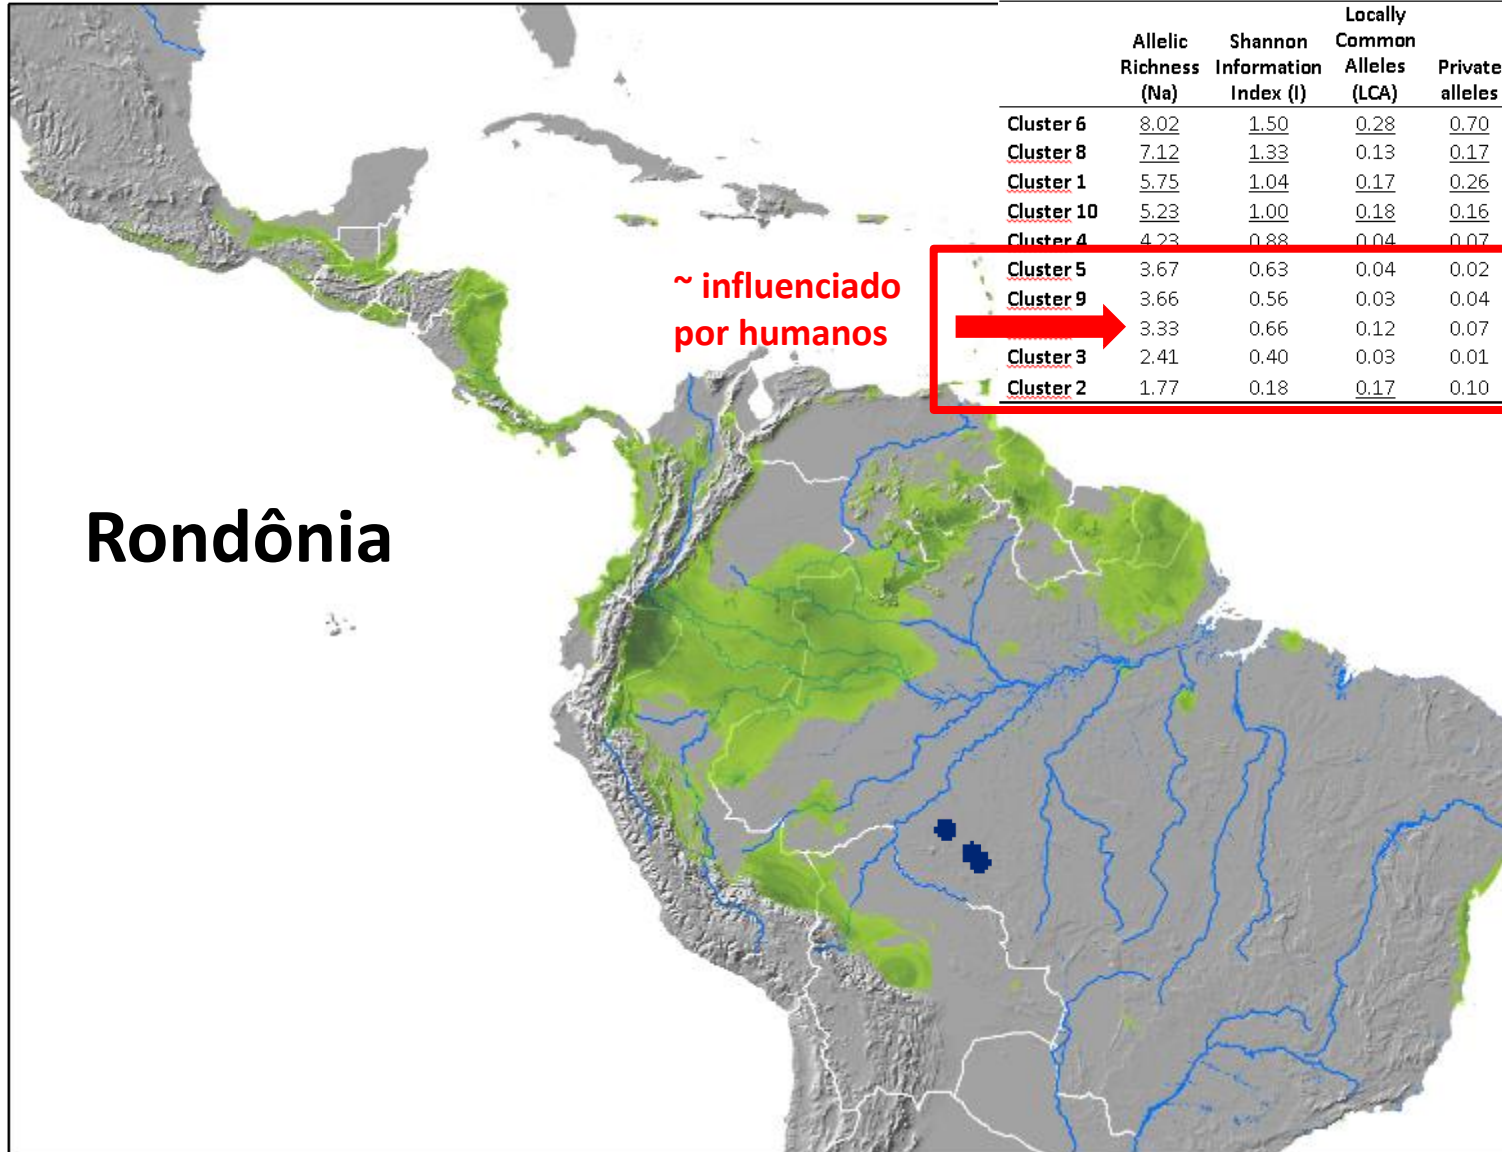 Locally
Allelic Shannon Common
Richness Information Alleles Private
(Na) Index (I) (LCA) alleles
Cluster 6 8.02 1.50 0.28 0.70
Cluster 8 7.12 1.33 0.13 0.17
Cluster 1 5.75 1.04 0.17 0.26
Cluster 10 5.23 1.00 0.18 0.16
Cluster 4 4.23 0.88 0.04 0.07
Cluster 5 3.67 0.63 0.04 0.02
Cluster 9 3.66 0.56 0.03 0.04
3.33 0.66 0.12 0.07
Cluster 3 2.41 0.40 0.03 0.01
Cluster 2 1.77 0.18 0.17 0.10
~ influenciado
por humanos
Rondônia